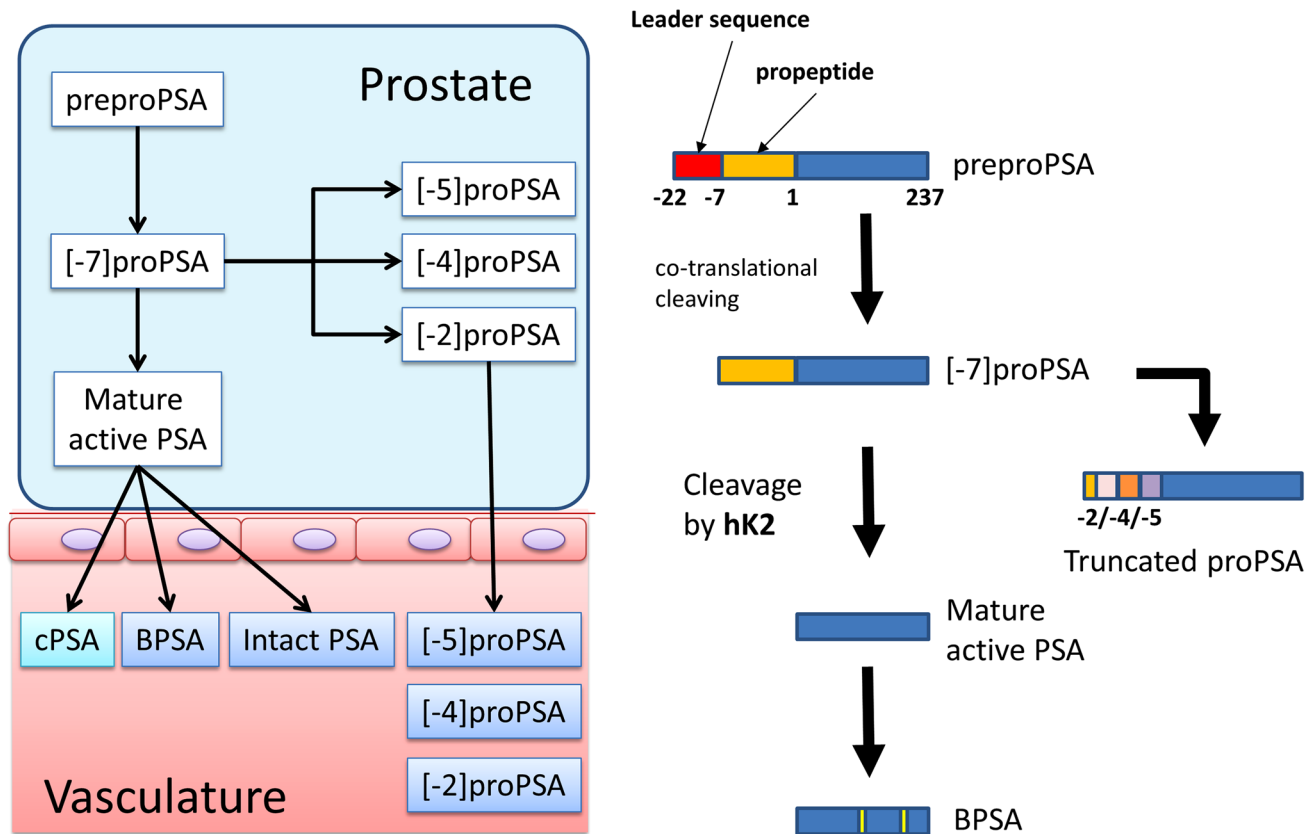 Prostate
preproPSA
[-7]proPSA
[-5]proPSA
[-4]proPSA
[-2]proPSA
Mature
active PSA
cPSA
BPSA
Intact PSA
[-5]proPSA
[-4]proPSA
[-2]proPSA
Vasculature
Leader sequence
propeptide
preproPSA
-22 -7 1 237
co-translational
cleaving
[-7]proPSA
Cleavage
by hK2
-2/-4/-5
Truncated proPSA
Mature
active PSA
BPSA